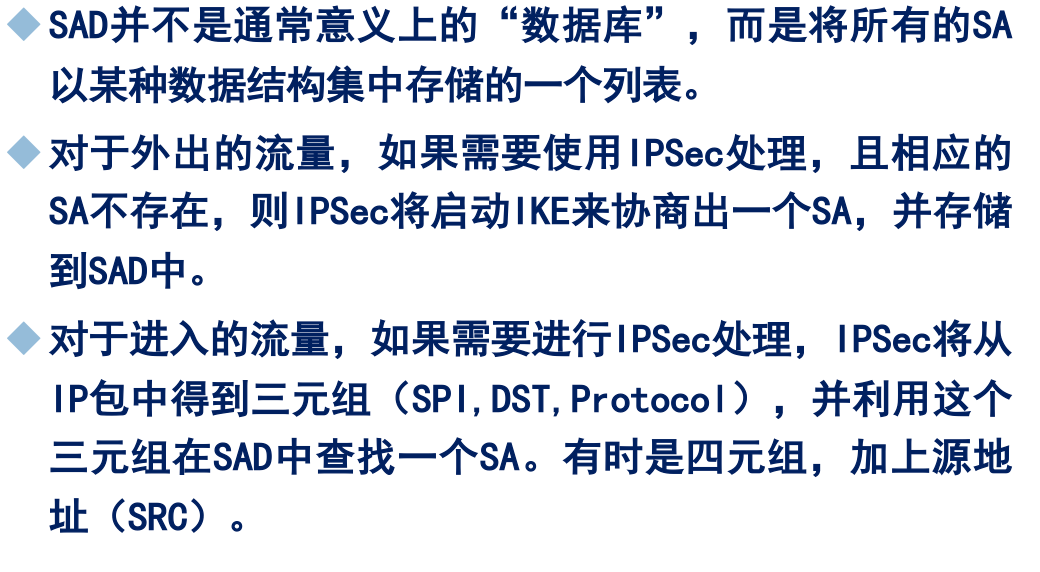 SAD并不是通常意义上的“数据库”，而是将所有的SA
以某种数据结构集中存储的一个列表。
对于外出的流量，如果需要使用IPSec处理，且相应的
SA不存在，则IPSec将启动IKE来协商出一个SA，并存储
到SAD中。
对于进入的流量，如果需要进行IPSec处理，IPSec将从
IP包中得到三元组（SPI,DST,Protocol），并利用这个
三元组在SAD中查找一个SA。有时是四元组，加上源地
址（SRC）。